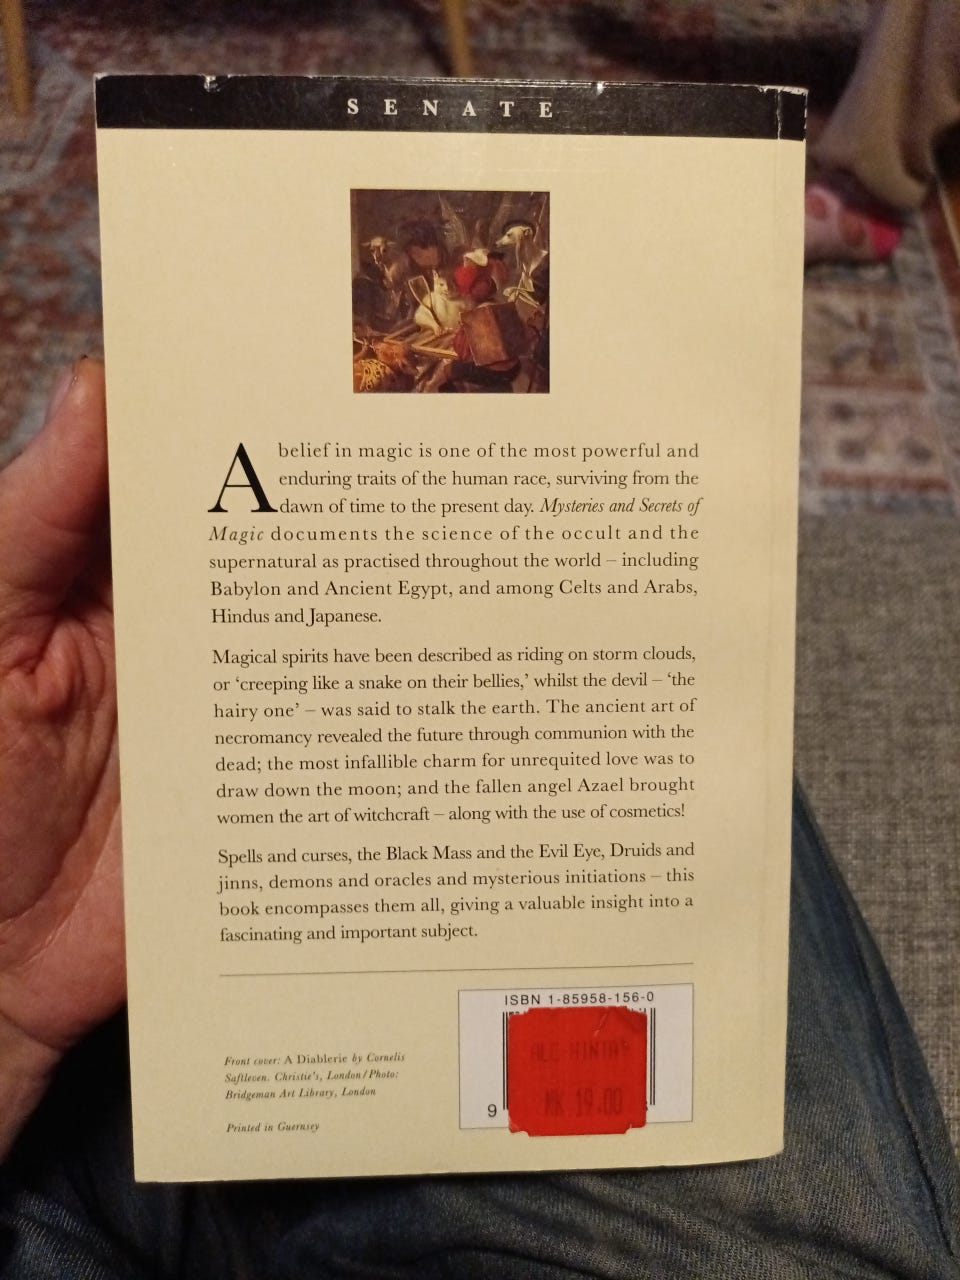 SENATE
A belief in magic is one of the most powerful and
enduring traits of the human race, surviving from the
dawn of time to the present day. Mysteries and Secrets of
Magic documents the science of the occult and the
supernatural as practised throughout the world – including
Babylon and Ancient Egypt, and among Celts and Arabs,
Hindus and Japanese.
Magical spirits have been described as riding on storm clouds,
or ‘creeping like a snake on their bellies,’ whilst the devil – ‘the
hairy one’ – was said to stalk the earth. The ancient art of
necromancy revealed the future through communion with the
dead; the most infallible charm for unrequited love was to
draw down the moon; and the fallen angel Azael brought
women the art of witchcraft – along with the use of cosmetics!
Spells and curses, the Black Mass and the Evil Eye, Druids and
jinns, demons and oracles and mysterious initiations – this
book encompasses them all, giving a valuable insight into a
fascinating and important subject.
Front cover: A Diablerie by Cornelis
Saftleven. Christie's, London/Photo:
Bridgeman Art Library, London
Printed in Guernsey
ISBN 1-85958-156-0
ALE-HINTA
MK 19.00
9